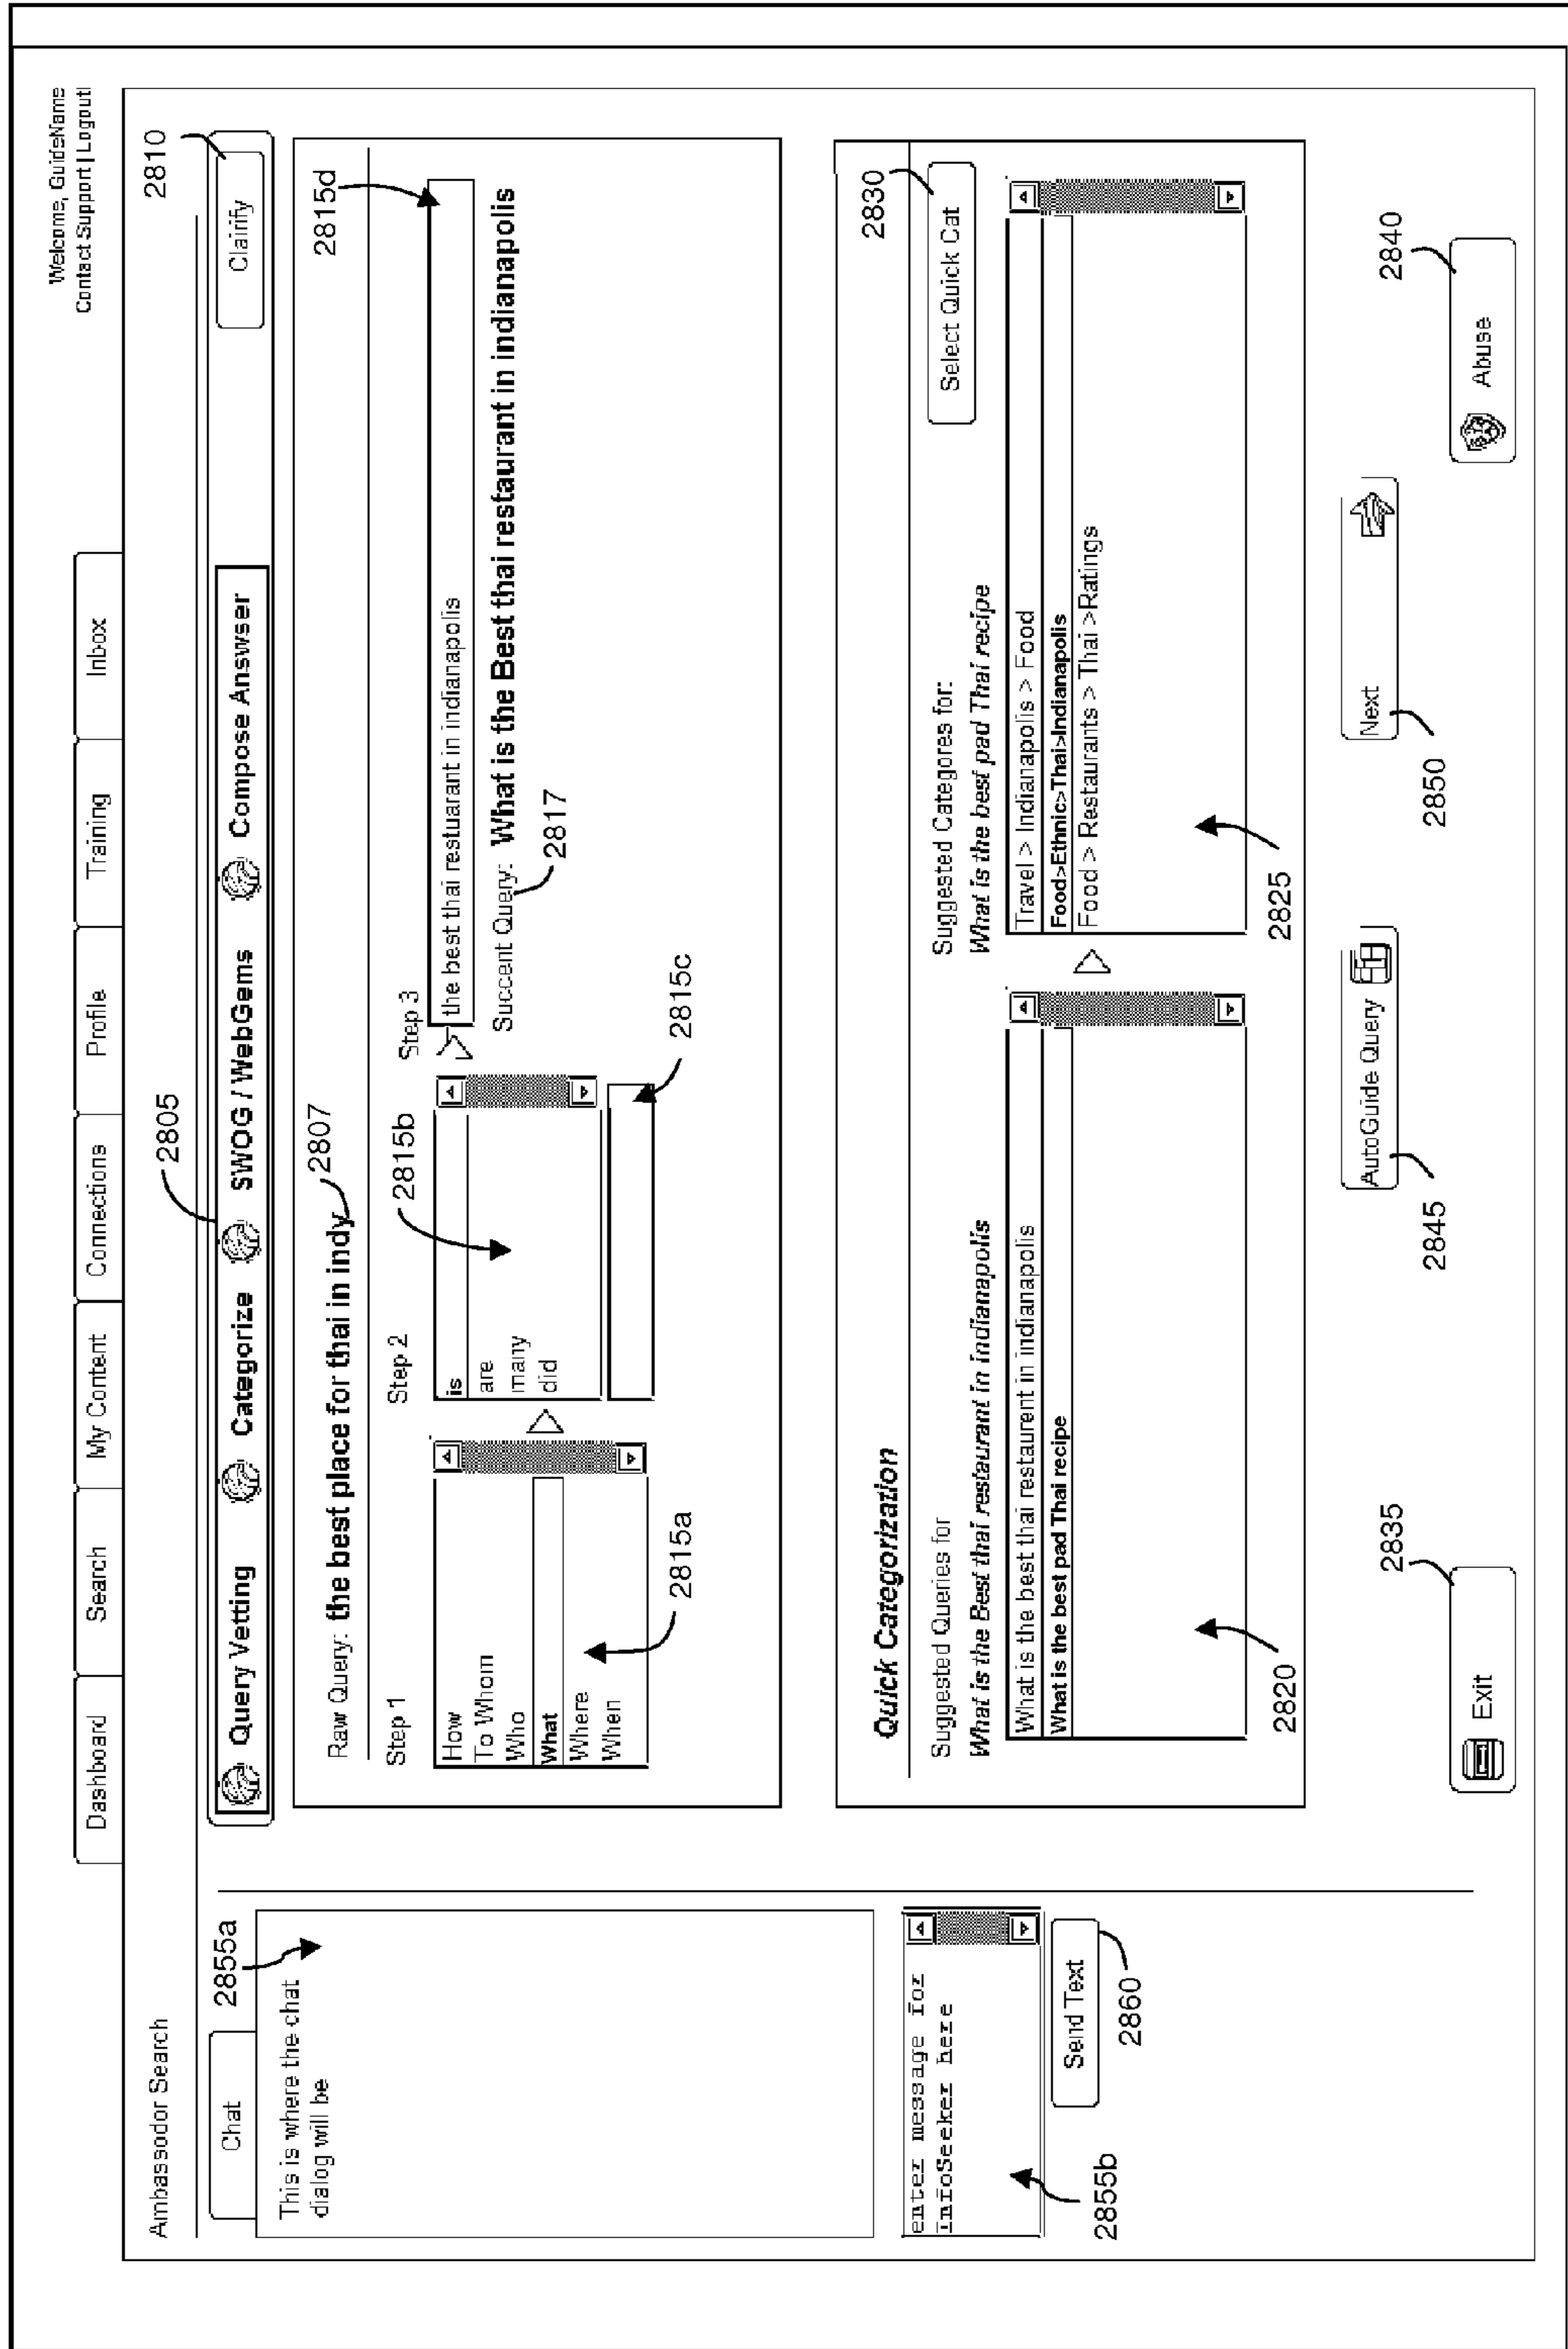 Welcome, GuideName
Contact Support | Logout
Dashboard
Search
My Content
Connections
Profile
Training
Inbox
Ambassodor Search
2805
2810
Query Vetting
Categorize
SWOG / WebGems
Compose Answser
Clairify
Chat
2855a
This is where the chat
dialog will be
enter message for
infoSeeker here
2855b
Send Text
2860
Raw Query: the best place for thai in indy
2807
Step 1
How
To Whom
Who
What
Where
When
2815a
Step 2
2815b
is
are
many
did
2815c
Step 3
2815d
the best thai restuarant in indianapolis
Succent Query: What is the Best thai restaurant in indianapolis
2817
Quick Categorization
2830
Select Quick Cat
Suggested Queries for
What is the Best thai restaurant in indianapolis
What is the best thai restaurent in indianapolis
What is the best pad Thai recipe
2820
Suggested Categores for:
What is the best pad Thai recipe
Travel > Indianapolis > Food
Food>Ethnic>Thai>Indianapolis
Food > Restaurants > Thai >Ratings
2825
2835
Exit
AutoGuide Query
2845
Next
2850
2840
Abuse